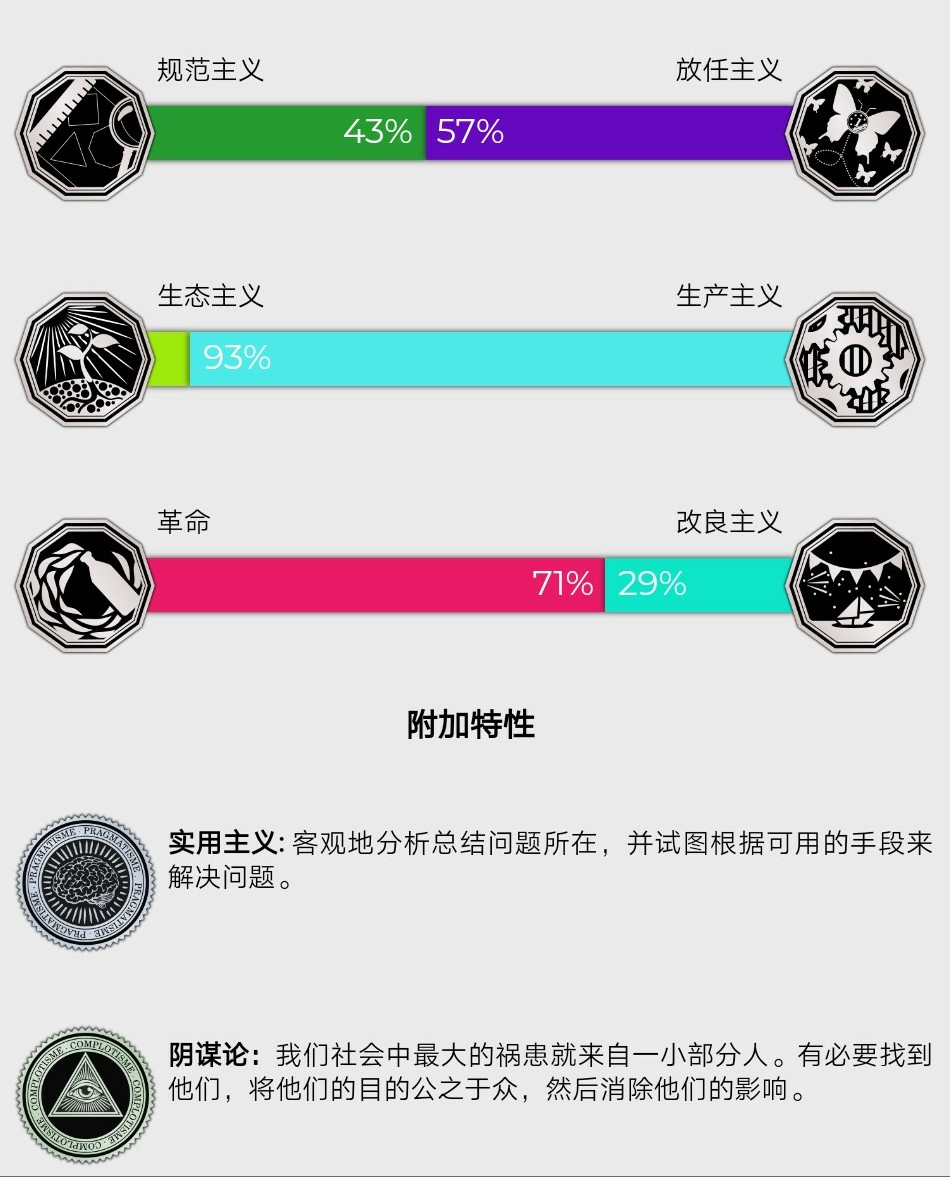 规范主义 放任主义
43% 57%
生态主义 生产主义
93%
革命 改良主义
71% 29%
附加特性
PRAGMATISME · PRAGMATISME · PRAGMATISME · PRAGMATISME
实用主义: 客观地分析总结问题所在，并试图根据可用的手段来
解决问题。
COMPLOTISME · COMPLOTISME · COMPLOTISME · COMPLOTISME
阴谋论：我们社会中最大的祸患就来自一小部分人。有必要找到
他们，将他们的目的公之于众，然后消除他们的影响。